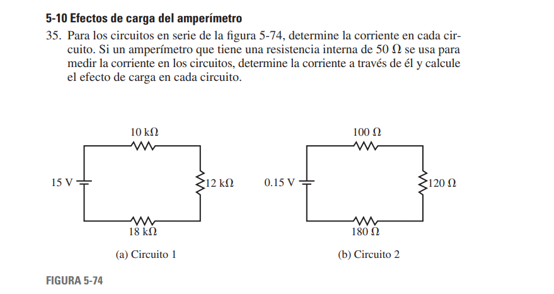 5-10 Efectos de carga del amperímetro
35. Para los circuitos en serie de la figura 5-74, determine la corriente en cada cir-
cuito. Si un amperímetro que tiene una resistencia interna de 50 Ω se usa para
medir la corriente en los circuitos, determine la corriente a través de él y calcule
el efecto de carga en cada circuito.
10 kΩ
15 V
12 kΩ
18 kΩ
(a) Circuito 1
100 Ω
0.15 V
120 Ω
180 Ω
(b) Circuito 2
FIGURA 5-74